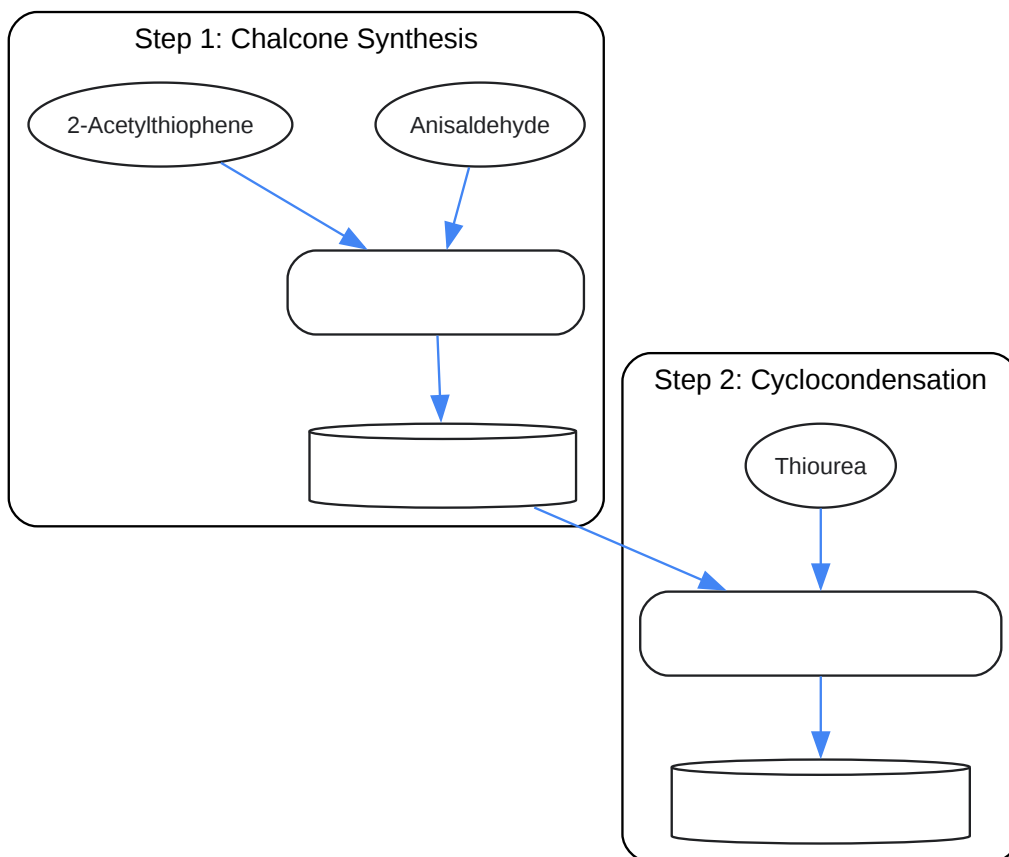 Step 1: Chalcone Synthesis
2-Acetylthiophene
Anisaldehyde
Step 2: Cyclocondensation
Thiourea